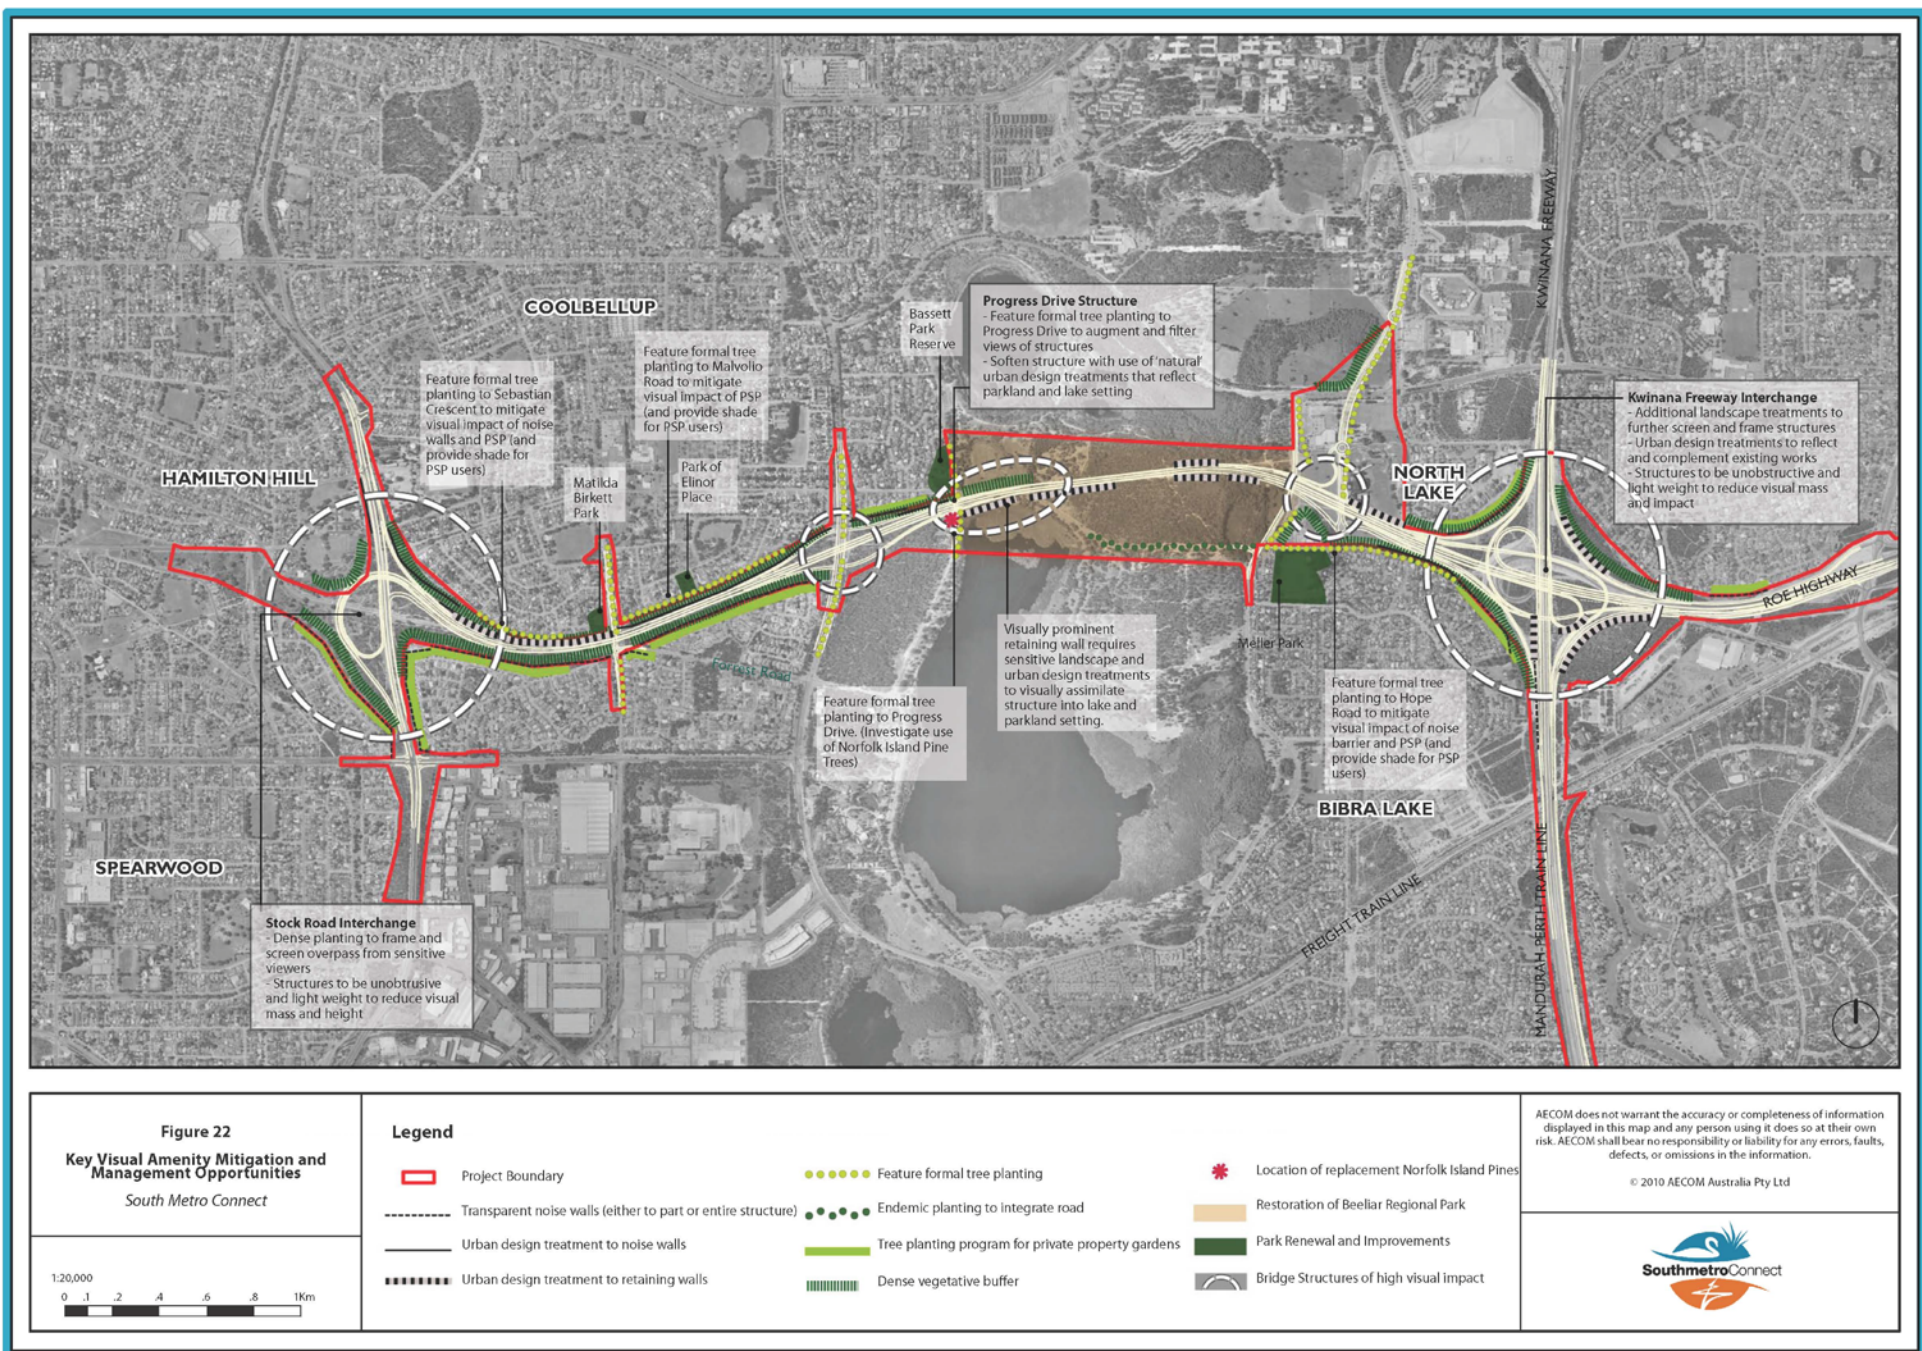 COOLBELLUP
HAMILTON HILL
SPEARWOOD
NORTH
LAKE
BIBRA LAKE
KWINANA FREEWAY
ROE HIGHWAY
FREIGHT TRAIN LINE
MANDURAH-PERTH TRAIN LINE
Forrest Road
Feature formal tree
planting to Sebastian
Crescent to mitigate
visual impact of noise
walls and PSP (and
provide shade for
PSP users)
Feature formal tree
planting to Malvolio
Road to mitigate
visual impact of PSP
(and provide shade
for PSP users)
Matilda
Birkett
Park
Park of
Elinor
Place
Bassett
Park
Reserve
Progress Drive Structure
- Feature formal tree planting to
Progress Drive to augment and filter
views of structures
- Soften structure with use of 'natural'
urban design treatments that reflect
parkland and lake setting
Kwinana Freeway Interchange
- Additional landscape treatments to
further screen and frame structures
- Urban design treatments to reflect
and complement existing works
- Structures to be unobstructive and
light weight to reduce visual mass
and impact
Meller Park
Visually prominent
retaining wall requires
sensitive landscape and
urban design treatments
to visually assimilate
structure into lake and
parkland setting.
Feature formal tree
planting to Progress
Drive. (Investigate use
of Norfolk Island Pine
Trees)
Feature formal tree
planting to Hope
Road to mitigate
visual impact of noise
barrier and PSP (and
provide shade for PSP
users)
Stock Road Interchange
- Dense planting to frame and
screen overpass from sensitive
viewers
- Structures to be unobtrusive
and light weight to reduce visual
mass and height
Figure 22
Key Visual Amenity Mitigation and
Management Opportunities
South Metro Connect
1:20,000
0 .1 .2 .4 .6 .8 1Km
Legend
Project Boundary
Transparent noise walls (either to part or entire structure)
Urban design treatment to noise walls
Urban design treatment to retaining walls
Feature formal tree planting
Endemic planting to integrate road
Tree planting program for private property gardens
Dense vegetative buffer
Location of replacement Norfolk Island Pines
Restoration of Beeliar Regional Park
Park Renewal and Improvements
Bridge Structures of high visual impact
AECOM does not warrant the accuracy or completeness of information
displayed in this map and any person using it does so at their own
risk. AECOM shall bear no responsibility or liability for any errors, faults,
defects, or omissions in the information.
© 2010 AECOM Australia Pty Ltd
SouthmetroConnect